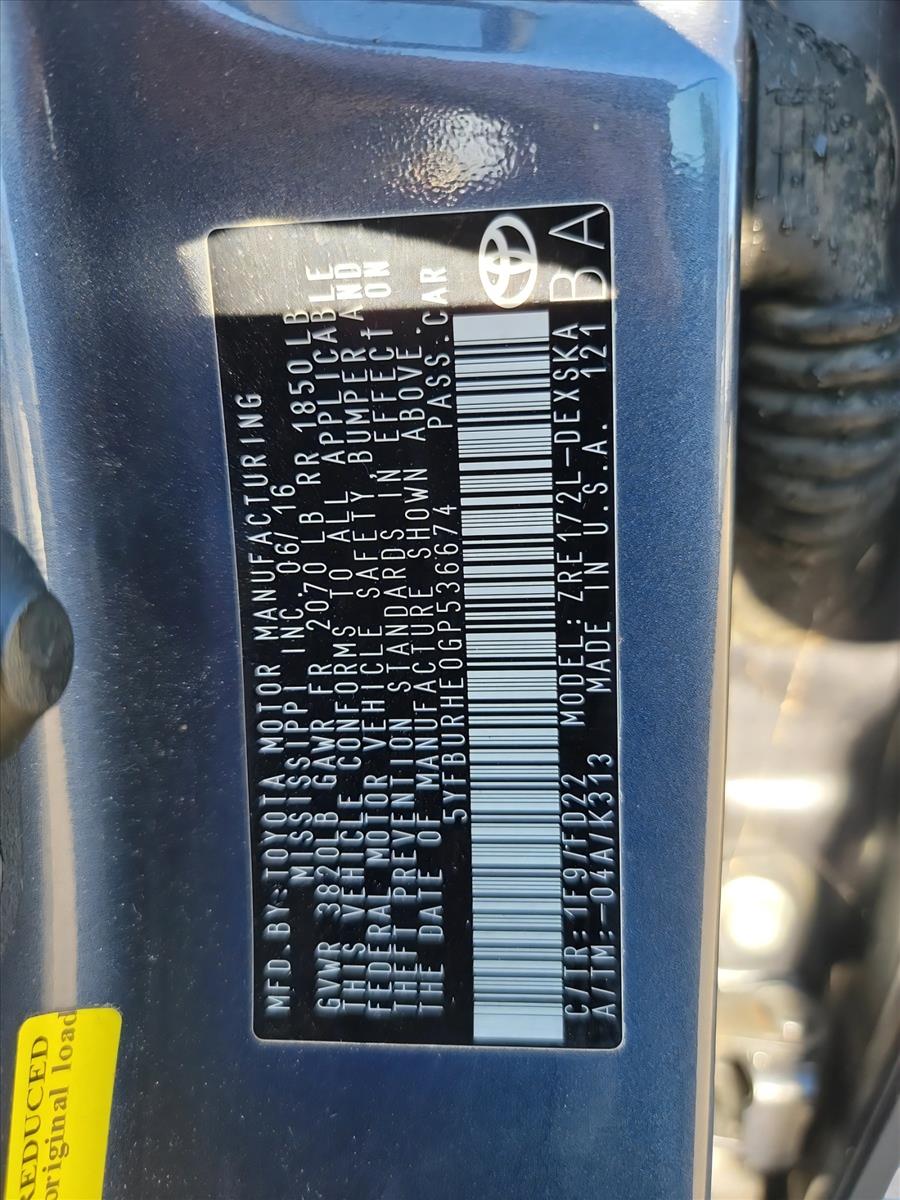 MFD.BY:TOYOTA MOTOR MANUFACTURING
MISSISSIPPI INC 06/16
GVWR 3820LB GAWR FR 2070 LB RR 1850LB
THIS VEHICLE CONFORMS TO ALL APPLICABLE
FEDERAL MOTOR VEHICLE SAFETY, BUMPER, AND
THEFT PREVENTION STANDARDS IN EFFECT ON
THE DATE OF MANUFACTURE SHOWN ABOVE.
5YFBURHE0GP536674 PASS.CAR
C/TR:1F9/FD22 MODEL: ZRE172L-DEXSKA
A/TM:-04A/K313 MADE IN U.S.A. 121
BA
REDUCED
original load